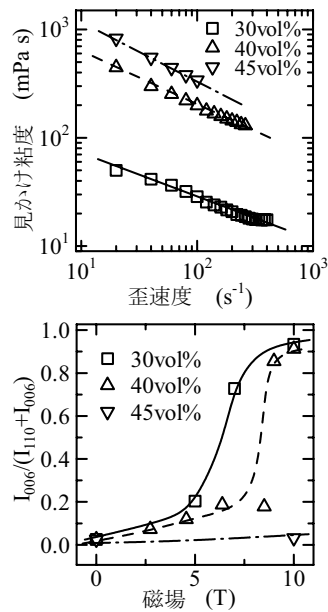 10³
10²
10¹
見かけ粘度 (mPa s)
□ 30vol%
△ 40vol%
▽ 45vol%
10¹ 10² 10³
歪速度 (s⁻¹)
1.0
0.8
0.6
0.4
0.2
0.0
I₀₀₆/(I₁₁₀+I₀₀₆)
□ 30vol%
△ 40vol%
▽ 45vol%
0 5 10
磁場 (T)